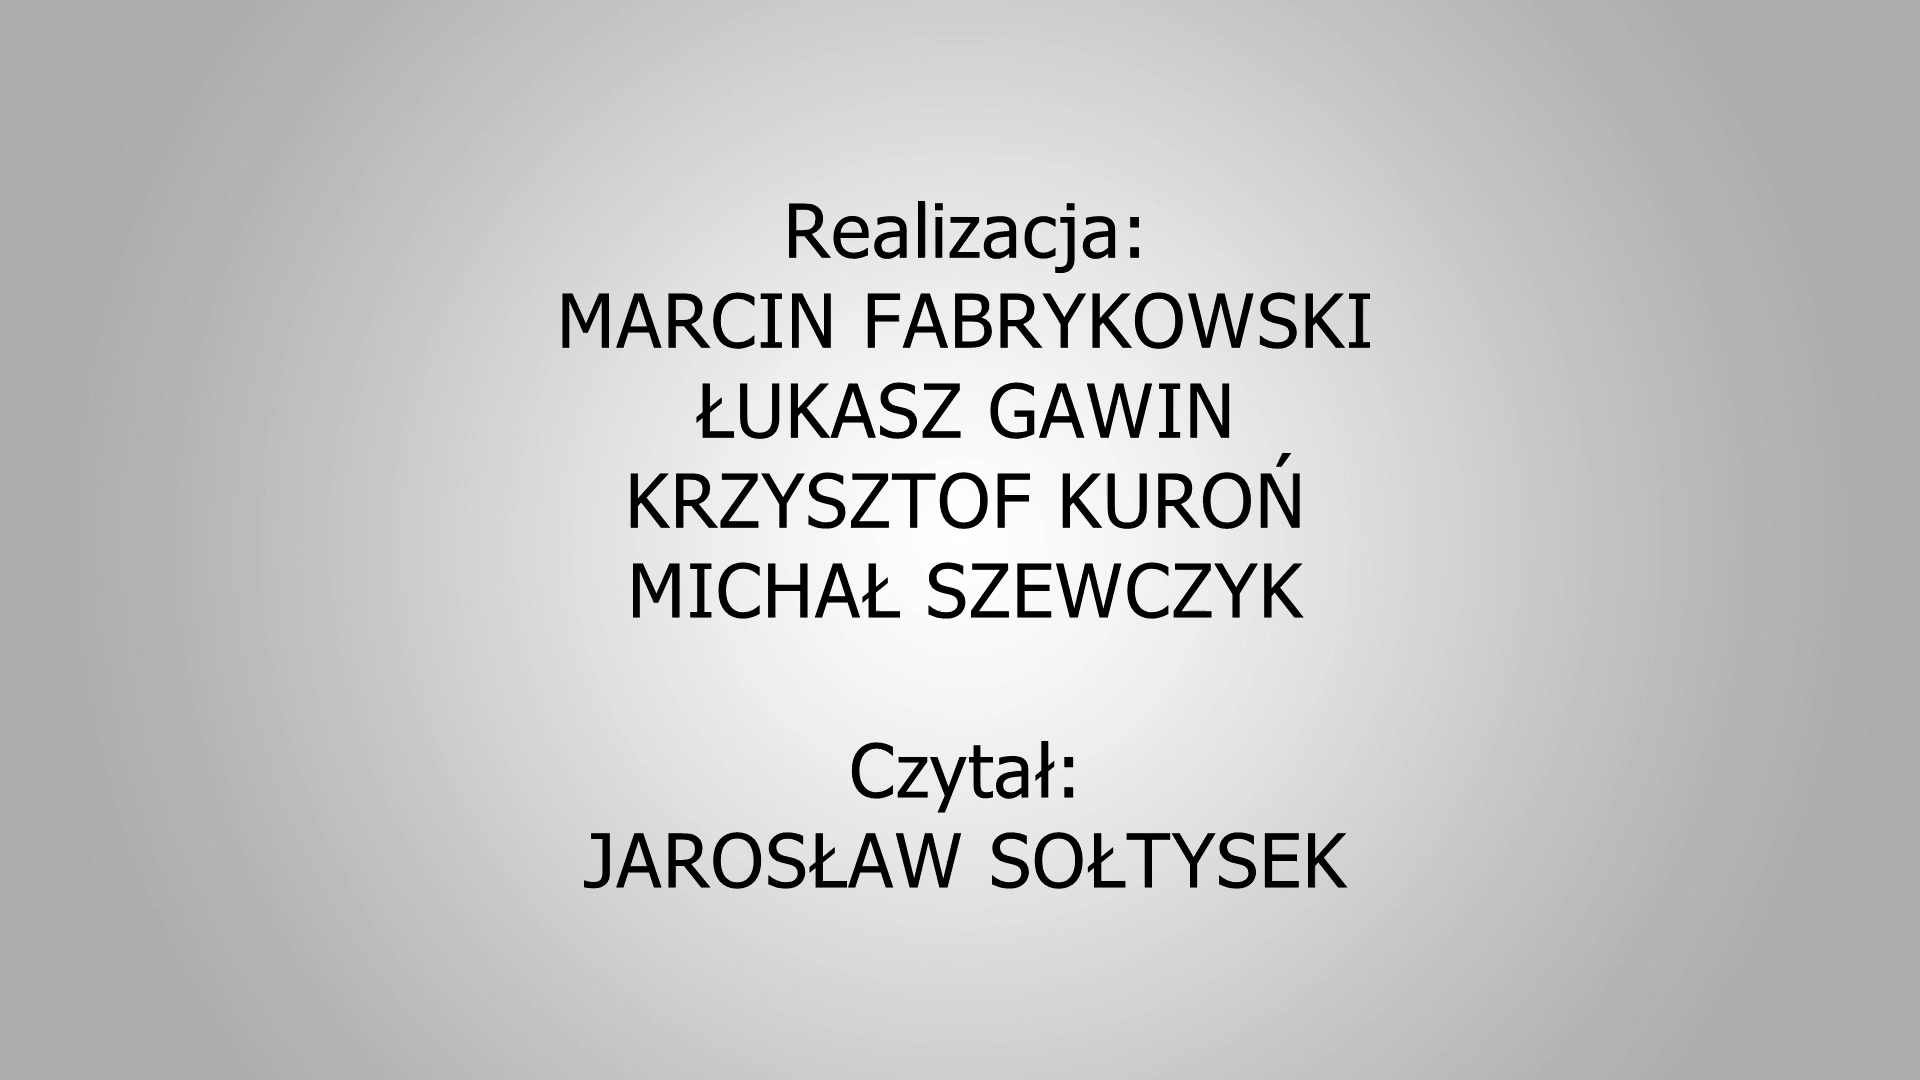 Realizacja:
MARCIN FABRYKOWSKI
ŁUKASZ GAWIN
KRZYSZTOF KUROŃ
MICHAŁ SZEWCZYK
Czytał:
JAROSŁAW SOŁTYSEK